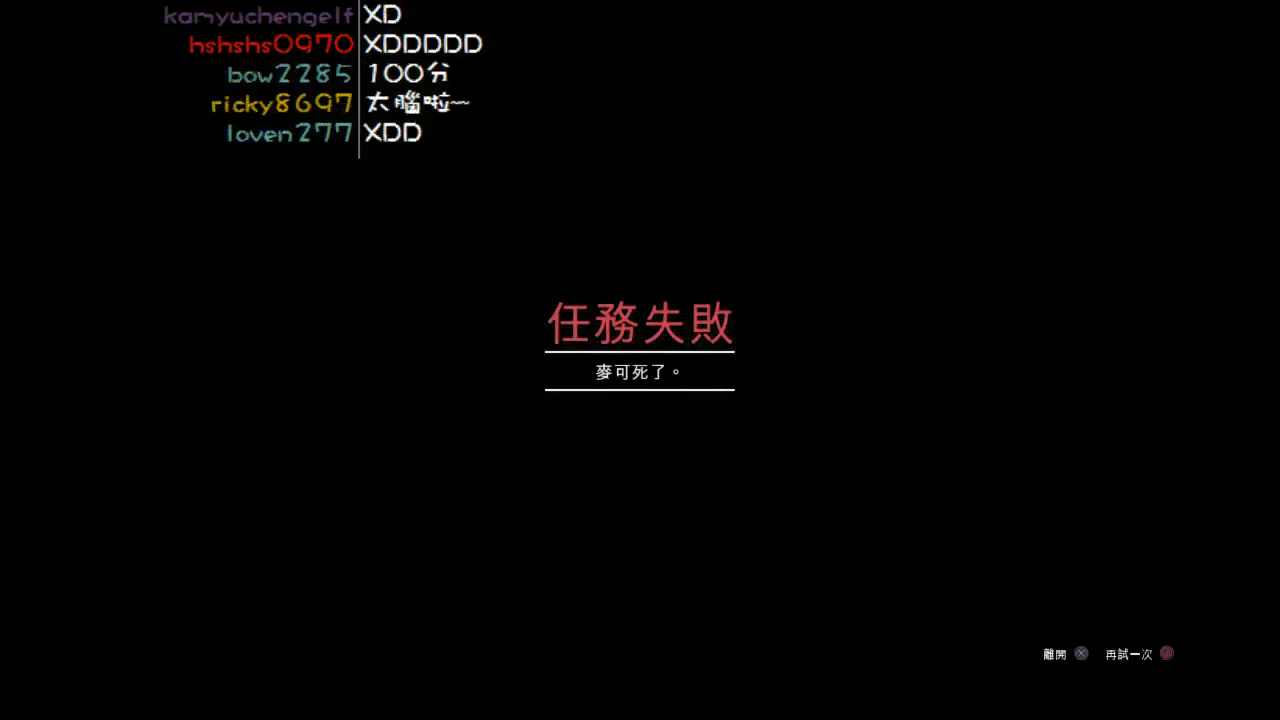 kamyuchengelf XD
hshshs0970 XDDDDD
bow2285 100分
ricky8697 太腦啦~~
loven277 XDD
任務失敗
麥可死了。
離開 再試一次